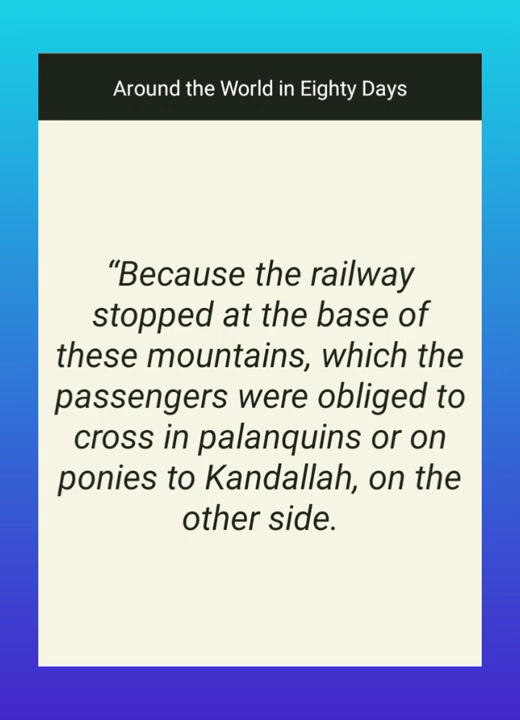 Around the World in Eighty Days
“Because the railway
stopped at the base of
these mountains, which the
passengers were obliged to
cross in palanquins or on
ponies to Kandallah, on the
other side.